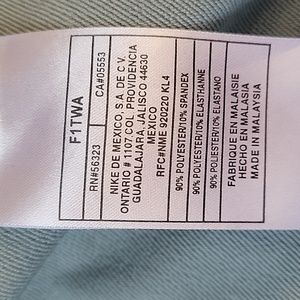 F1TWA
RN#56323
CA#05553
NIKE DE MEXICO, S.A. DE C.V.
ONTARIO # 1107,COL. PROVIDENCIA
GUADALAJARA, JALISCO 44630
MEXICO
RFC#NME 920220 KL4
90% POLYESTER/10% SPANDEX
90% POLYESTER/10% ELASTHANNE
90% POLIESTER/10% ELASTANO
FABRIQUE EN MALAISIE
HECHO EN MALASIA
MADE IN MALAYSIA